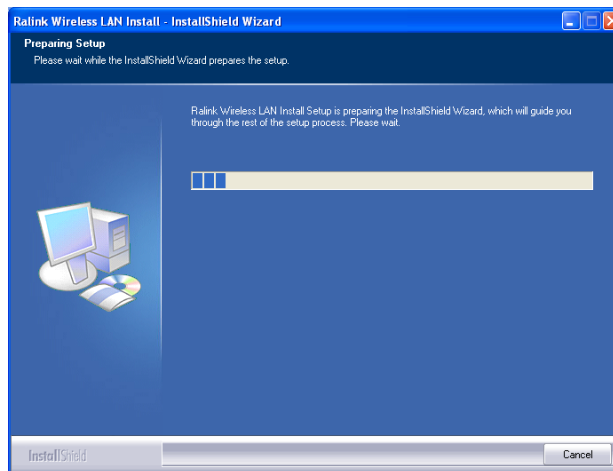 Ralink Wireless LAN Install - InstallShield Wizard
Preparing Setup
Please wait while the InstallShield Wizard prepares the setup.
Ralink Wireless LAN Install Setup is preparing the InstallShield Wizard, which will guide you
through the rest of the setup process. Please wait.
InstallShield
Cancel